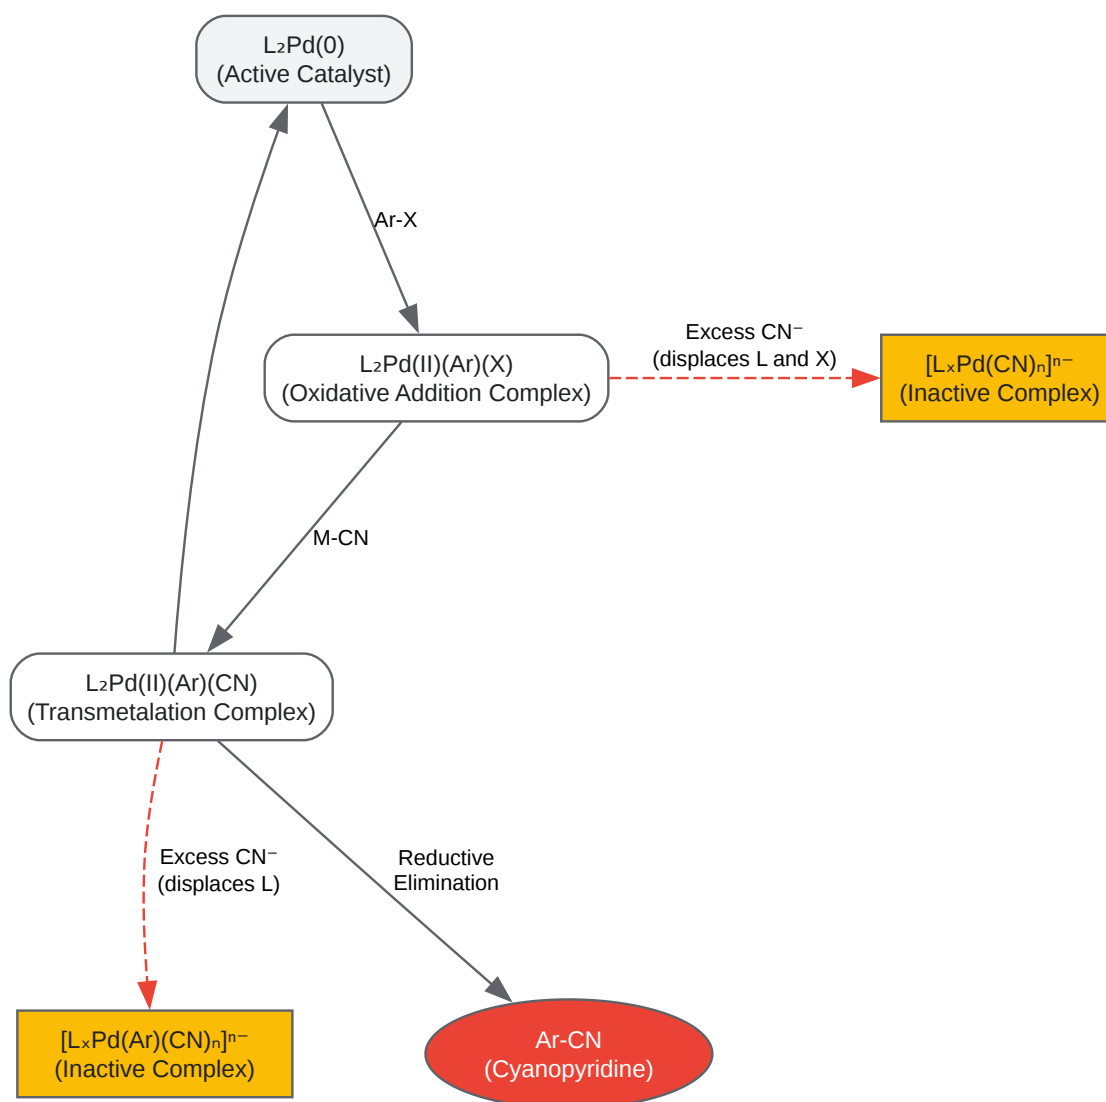 L₂Pd(0)
(Active Catalyst)
Ar-X
Excess CN⁻
(displaces L and X)
L₂Pd(II)(Ar)(X)
(Oxidative Addition Complex)
[LₓPd(CN)ₙ]ⁿ⁻
(Inactive Complex)
M-CN
L₂Pd(II)(Ar)(CN)
(Transmetalation Complex)
Excess CN⁻
(displaces L)
Reductive
Elimination
[LₓPd(Ar)(CN)ₙ]ⁿ⁻
(Inactive Complex)
Ar-CN
(Cyanopyridine)